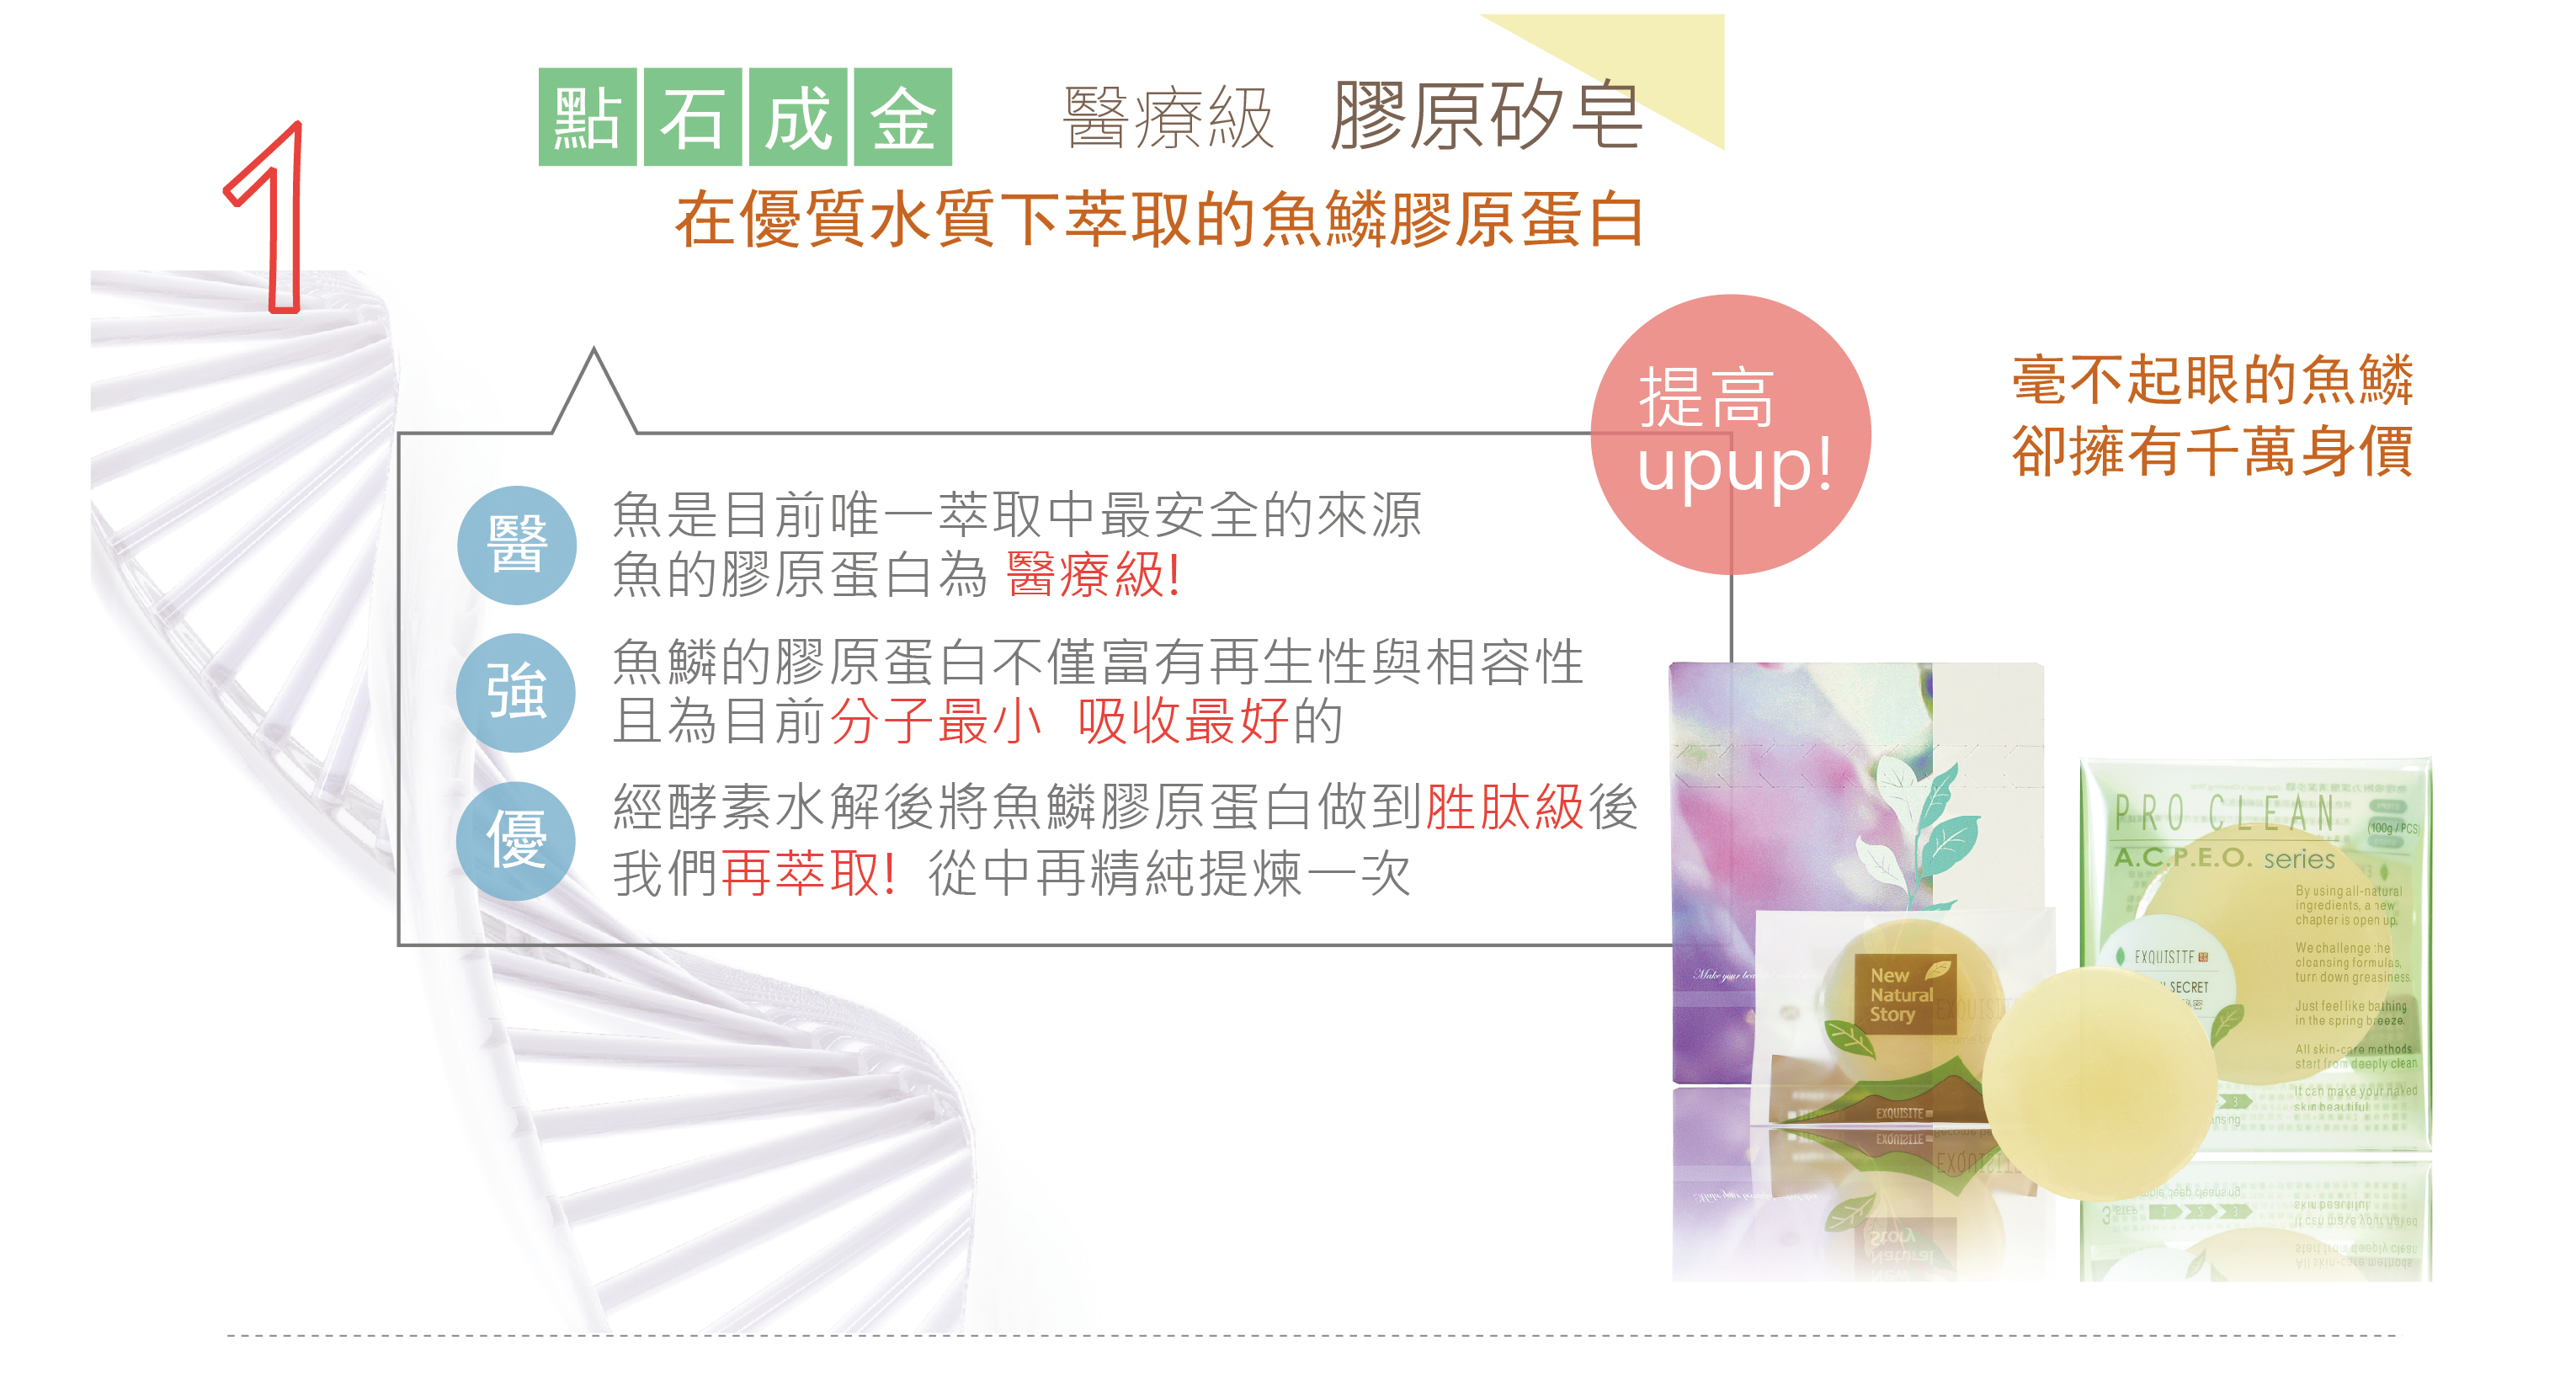 1
點石成金 醫療級 膠原矽皂
在優質水質下萃取的魚鱗膠原蛋白
提高
upup!
毫不起眼的魚鱗
卻擁有千萬身價
醫
魚是目前唯一萃取中最安全的來源
魚的膠原蛋白為 醫療級!
強
魚鱗的膠原蛋白不僅富有再生性與相容性
且為目前分子最小 吸收最好的
優
經酵素水解後將魚鱗膠原蛋白做到胜肽級後
我們再萃取! 從中再精純提煉一次
Make your
New
Natural
Story
EXQUISITE
PRO CLEAN
(100g / PCS)
A.C.P.E.O. series
By using all-natural
ingredients, a new
chapter is open up.
We challenge the
cleansing formulas,
turn down greasiness.
Just feel like bathing
in the spring breeze.
All skin-care methods
start from deeply clean
It can make your naked
skin beautiful
EXQUISITE
SECRET